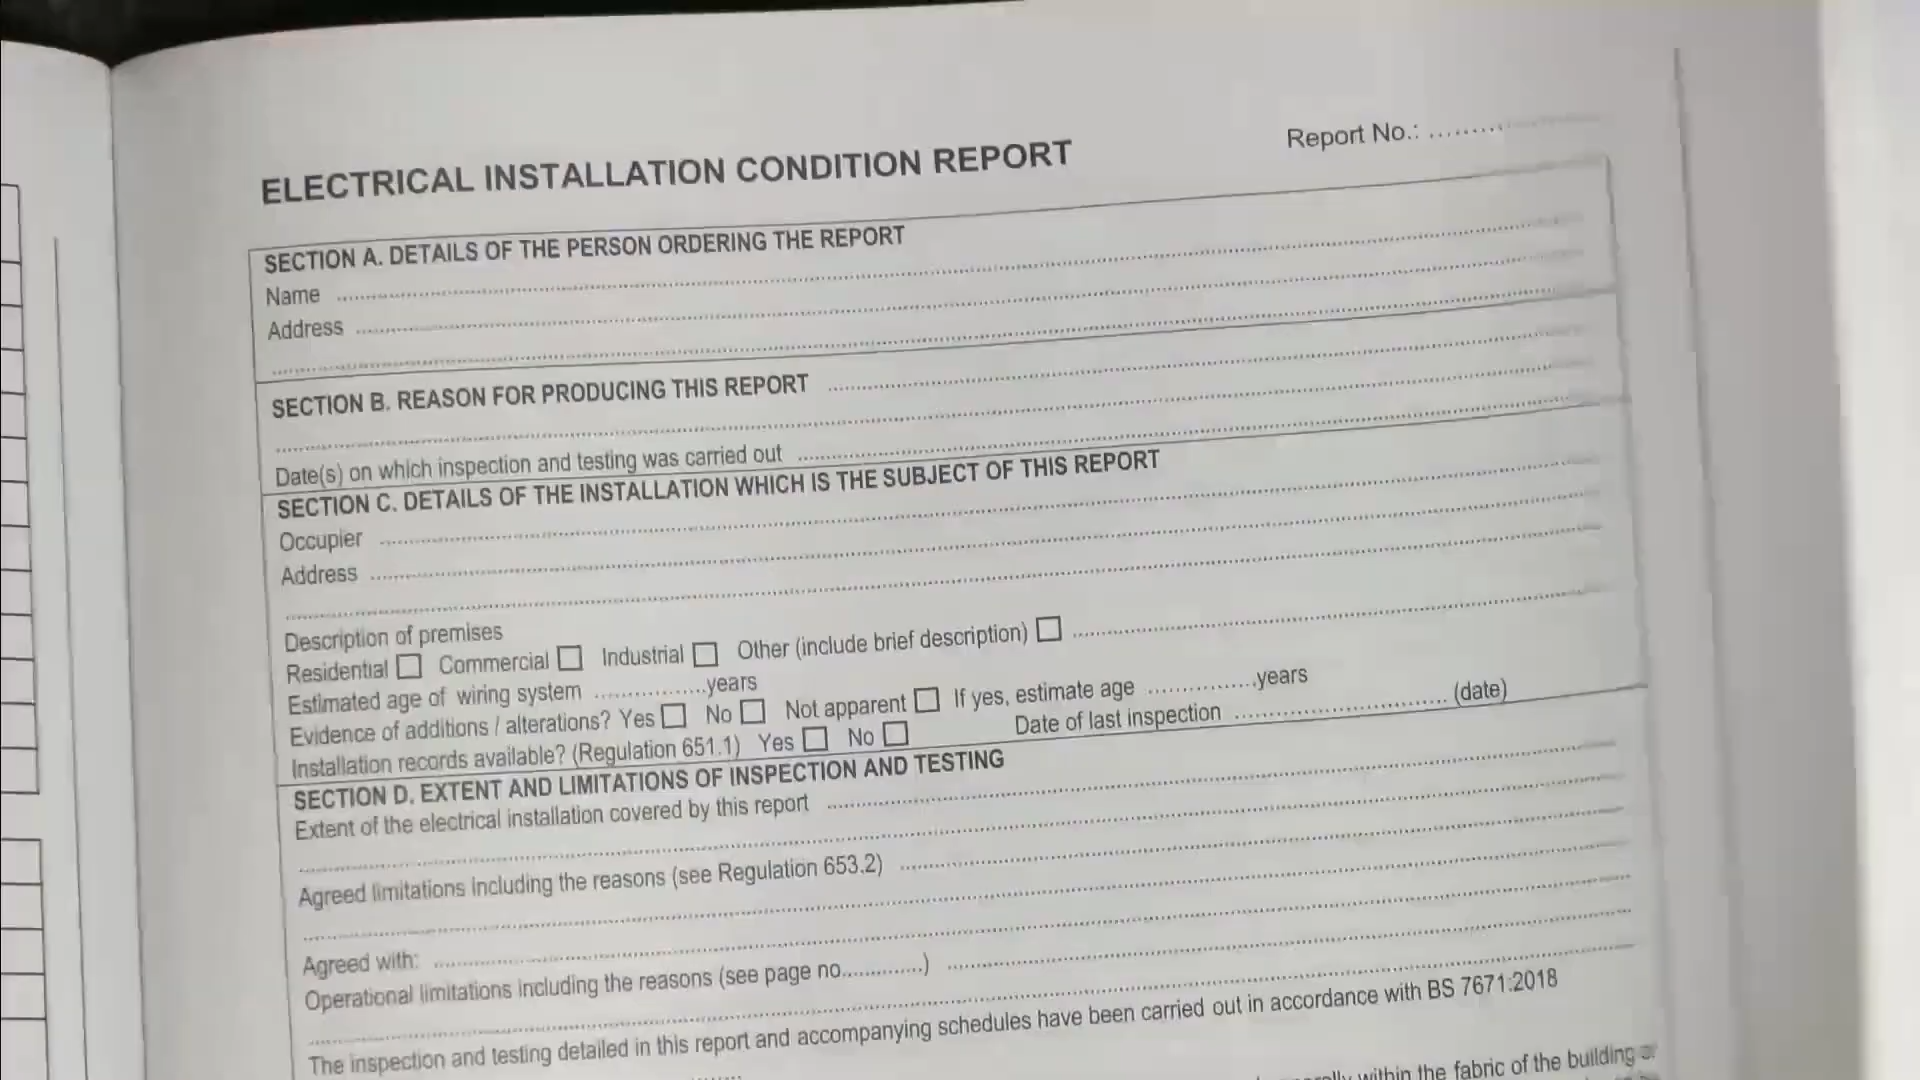 Report No.: ..........
ELECTRICAL INSTALLATION CONDITION REPORT
SECTION A. DETAILS OF THE PERSON ORDERING THE REPORT
Name
Address
SECTION B. REASON FOR PRODUCING THIS REPORT
Date(s) on which inspection and testing was carried out
SECTION C. DETAILS OF THE INSTALLATION WHICH IS THE SUBJECT OF THIS REPORT
Occupier
Address
Description of premises
Residential Commercial Industrial Other (include brief description)
Estimated age of wiring system ................years
Evidence of additions / alterations? Yes No Not apparent If yes, estimate age ...............years
Installation records available? (Regulation 651.1) Yes No Date of last inspection .............................. (date)
SECTION D. EXTENT AND LIMITATIONS OF INSPECTION AND TESTING
Extent of the electrical installation covered by this report
Agreed limitations including the reasons (see Regulation 653.2)
Agreed with:
Operational limitations including the reasons (see page no............)
The inspection and testing detailed in this report and accompanying schedules have been carried out in accordance with BS 7671:2018
within the fabric of the building